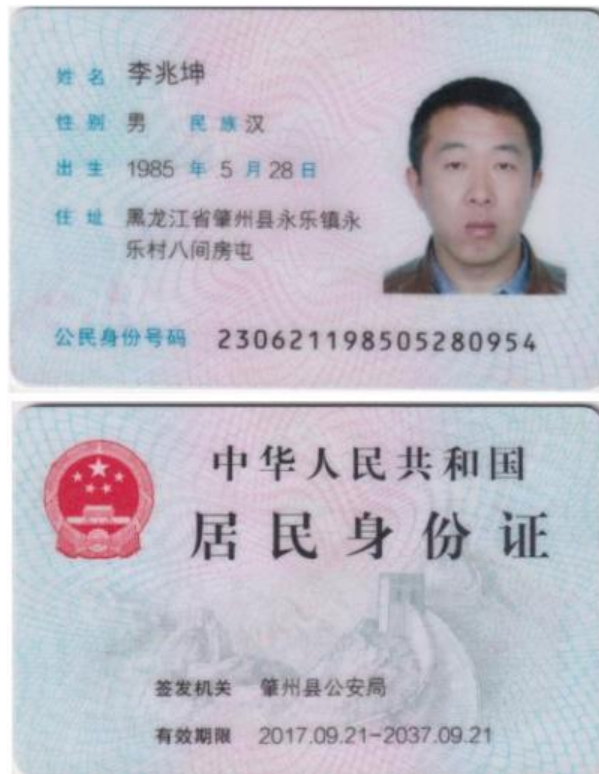 姓名 李兆坤
性别 男 民族 汉
出生 1985 年 5 月 28 日
住址 黑龙江省肇州县永乐镇永
乐村八间房屯
公民身份号码 230621198505280954
中华人民共和国
居民身份证
签发机关 肇州县公安局
有效期限 2017.09.21-2037.09.21